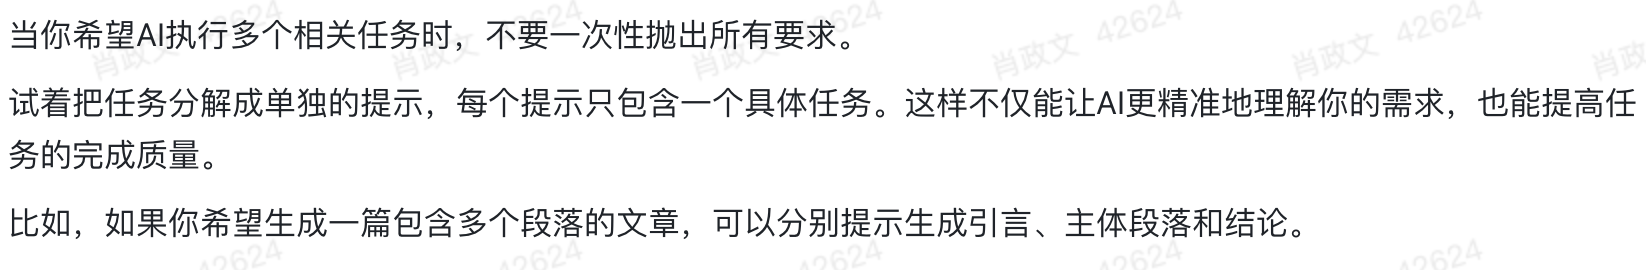 当你希望AI执行多个相关任务时，不要一次性抛出所有要求。
试着把任务分解成单独的提示，每个提示只包含一个具体任务。这样不仅能让AI更精准地理解你的需求，也能提高任
务的完成质量。
比如，如果你希望生成一篇包含多个段落的文章，可以分别提示生成引言、主体段落和结论。
肖政文 42624